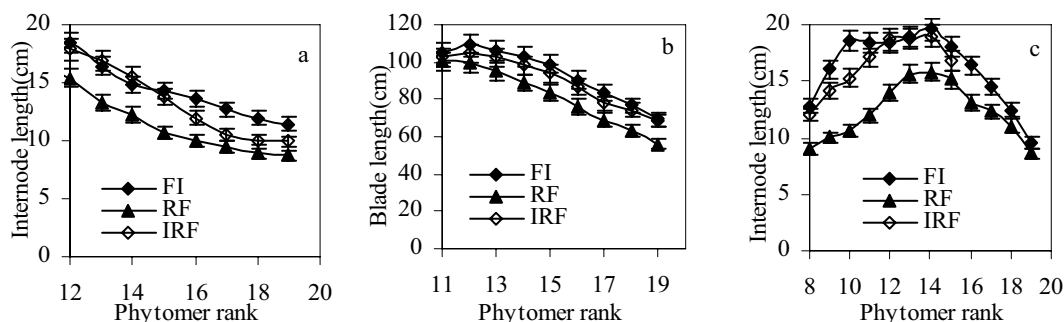 a
Internode length(cm)
20
15
10
5
0
FI
RF
IRF
12 14 16 18 20
Phytomer rank
b
Blade length(cm)
120
100
80
60
40
20
0
FI
RF
IRF
11 13 15 17 19
Phytomer rank
c
Internode length(cm)
20
15
10
5
0
FI
RF
IRF
8 10 12 14 16 18 20
Phytomer rank